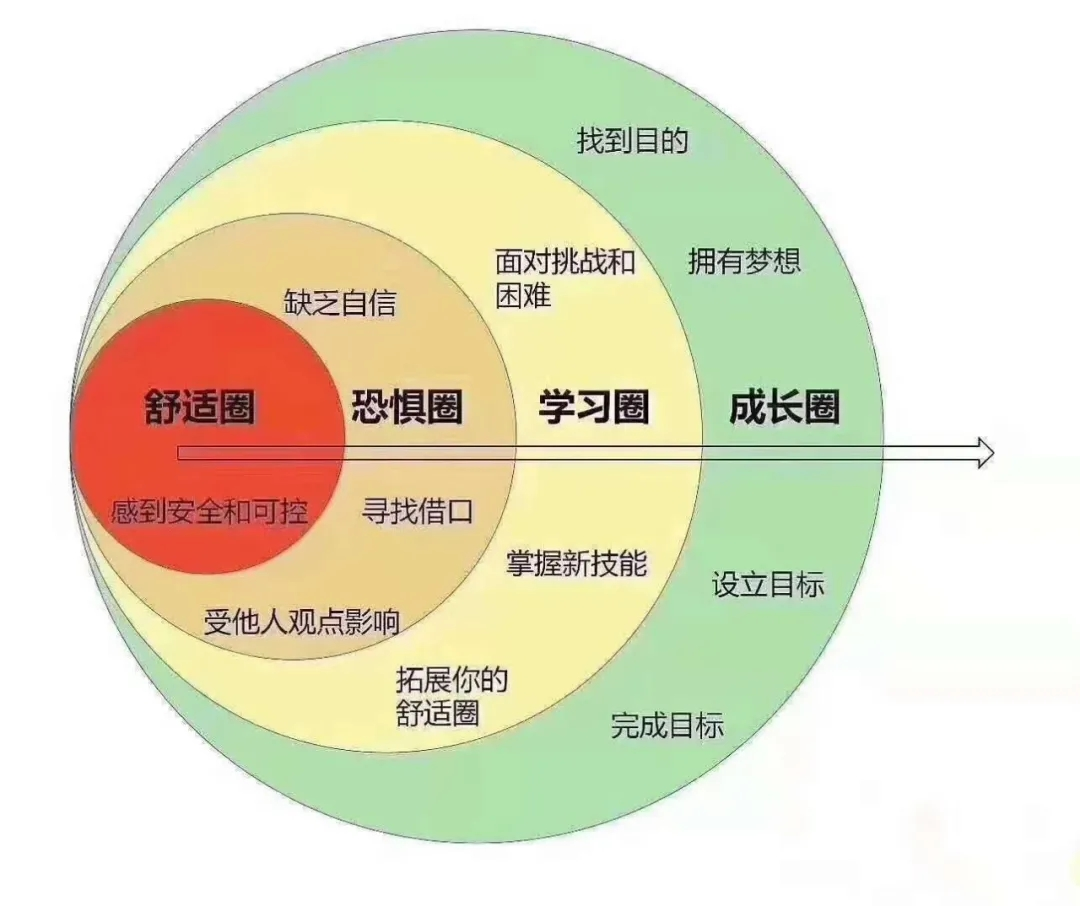 找到目的
面对挑战和
困难
拥有梦想
缺乏自信
舒适圈
恐惧圈
学习圈
成长圈
感到安全和可控
寻找借口
掌握新技能
设立目标
受他人观点影响
拓展你的
舒适圈
完成目标